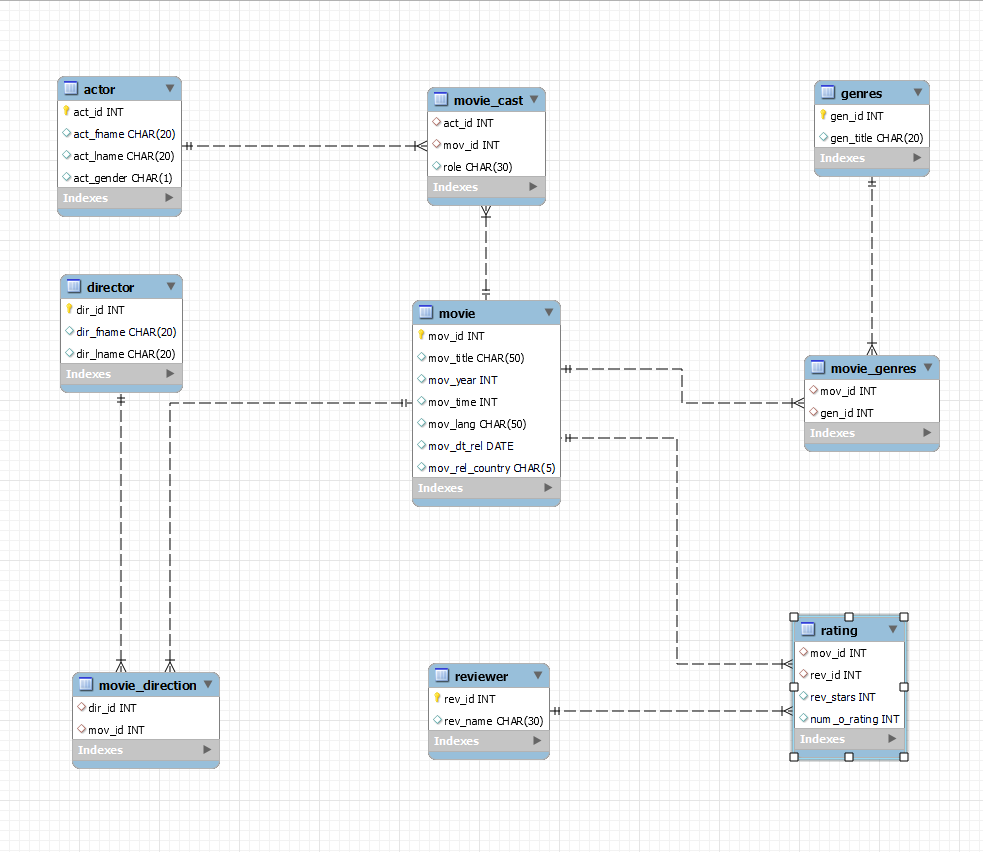 actor
act_id INT
act_fname CHAR(20)
act_lname CHAR(20)
act_gender CHAR(1)
Indexes
movie_cast
act_id INT
mov_id INT
role CHAR(30)
Indexes
genres
gen_id INT
gen_title CHAR(20)
Indexes
director
dir_id INT
dir_fname CHAR(20)
dir_lname CHAR(20)
Indexes
movie
mov_id INT
mov_title CHAR(50)
mov_year INT
mov_time INT
mov_lang CHAR(50)
mov_dt_rel DATE
mov_rel_country CHAR(5)
Indexes
movie_genres
mov_id INT
gen_id INT
Indexes
movie_direction
dir_id INT
mov_id INT
Indexes
reviewer
rev_id INT
rev_name CHAR(30)
Indexes
rating
mov_id INT
rev_id INT
rev_stars INT
num_o_rating INT
Indexes